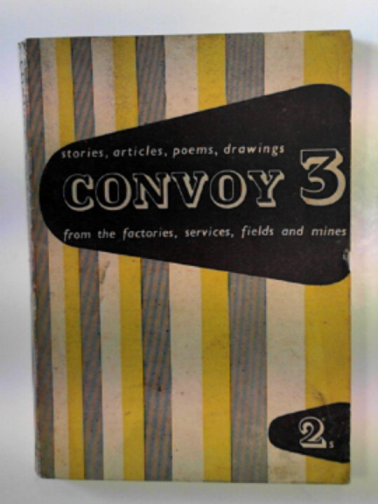 stories, articles, poems, drawings
CONVOY 3
from the factories, services, fields and mines
2s